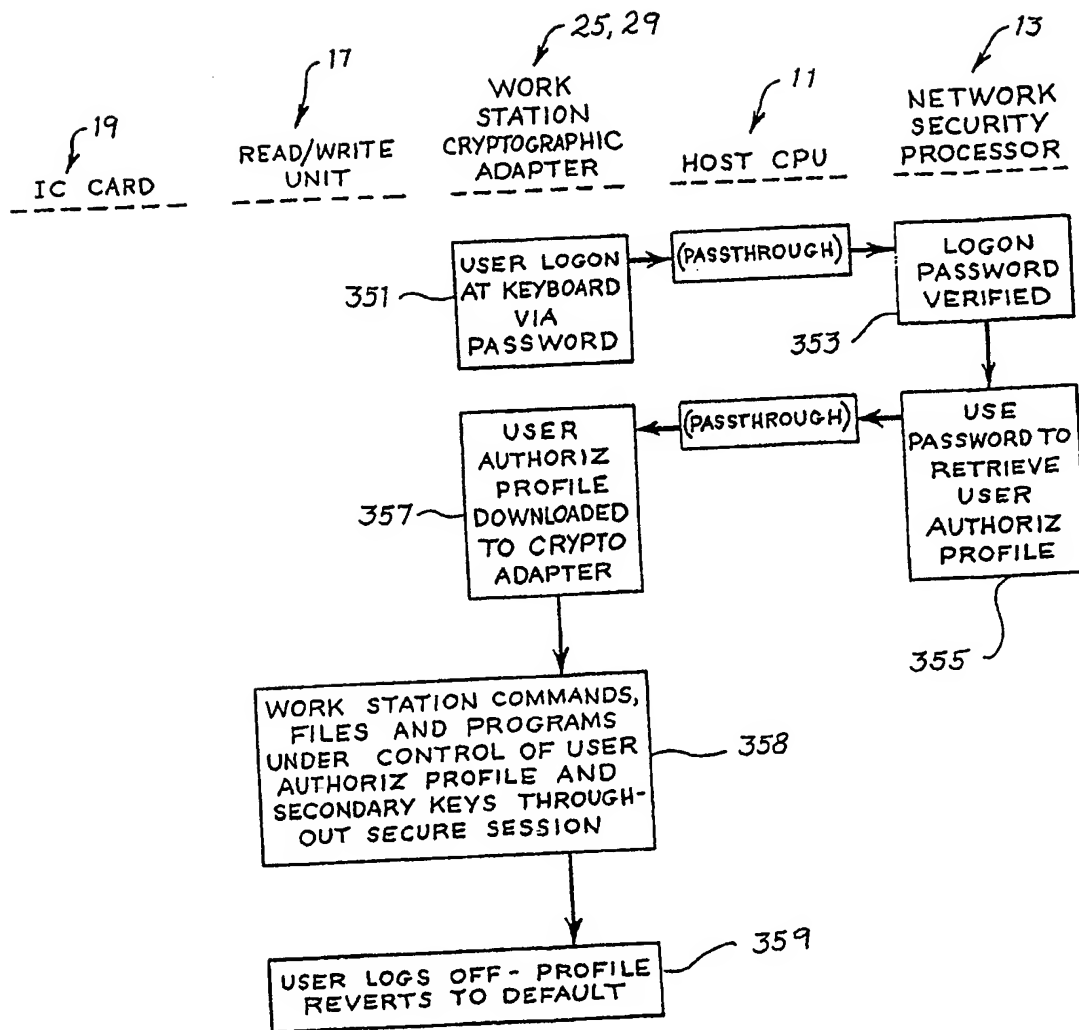 19
IC CARD
17
READ/WRITE
UNIT
25, 29
WORK
STATION
CRYPTOGRAPHIC
ADAPTER
11
HOST CPU
13
NETWORK
SECURITY
PROCESSOR
351
USER LOGON
AT KEYBOARD
VIA
PASSWORD
(PASSTHROUGH)
LOGON
PASSWORD
VERIFIED
353
USE
PASSWORD TO
RETRIEVE
USER
AUTHORIZ
PROFILE
355
(PASSTHROUGH)
USER
AUTHORIZ
PROFILE
DOWNLOADED
TO CRYPTO
ADAPTER
357
WORK STATION COMMANDS,
FILES AND PROGRAMS
UNDER CONTROL OF USER
AUTHORIZ PROFILE AND
SECONDARY KEYS THROUGH-
OUT SECURE SESSION
358
USER LOGS OFF - PROFILE
REVERTS TO DEFAULT
359